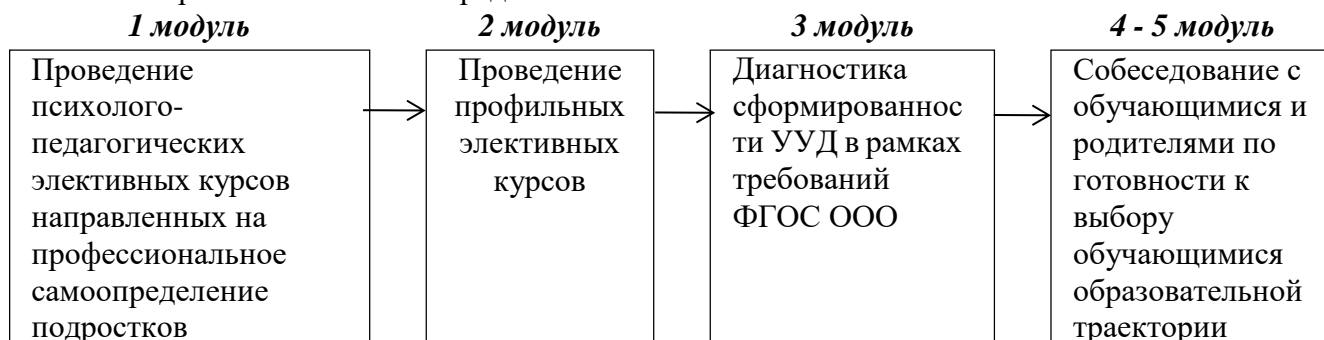 1 модуль
2 модуль
3 модуль
4 - 5 модуль
Проведение
психолого-
педагогических
элективных курсов
направленных на
профессиональное
самоопределение
подростков
Проведение
профильных
элективных
курсов
Диагностика
сформированнос
ти УУД в рамках
требований
ФГОС ООО
Собеседование с
обучающимися и
родителями по
готовности к
выбору
обучающимися
образовательной
траектории